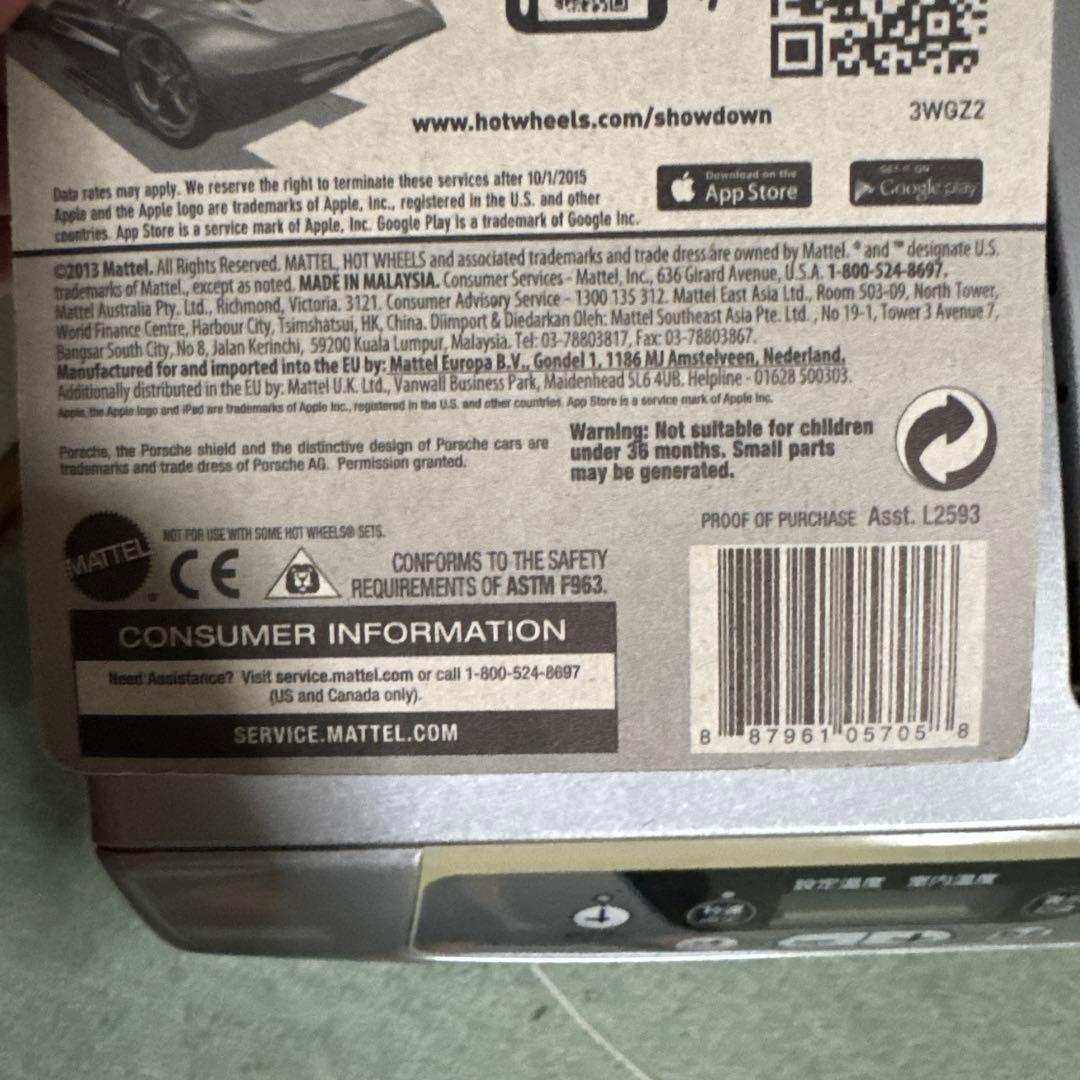 www.hotwheels.com/showdown
3WGZ2
Data rates may apply. We reserve the right to terminate these services after 10/1/2015
Apple and the Apple logo are trademarks of Apple, Inc., registered in the U.S. and other
countries. App Store is a service mark of Apple, Inc. Google Play is a trademark of Google Inc.
Download on the
App Store
GET IT ON
Google play
©2013 Mattel. All Rights Reserved. MATTEL, HOT WHEELS and associated trademarks and trade dress are owned by Mattel. ® and ™ designate U.S.
trademarks of Mattel, except as noted. MADE IN MALAYSIA. Consumer Services - Mattel, Inc., 636 Girard Avenue, U.S.A. 1-800-524-8697.
Mattel Australia Pty. Ltd., Richmond, Victoria. 3121. Consumer Advisory Service - 1300 135 312. Mattel East Asia Ltd., Room 503-09, North Tower,
World Finance Centre, Harbour City, Tsimshatsui, HK, China. Diimport & Diedarkan Oleh: Mattel Southeast Asia Pte. Ltd. , No 19-1, Tower 3 Avenue 7,
Bangsar South City, No 8, Jalan Kerinchi, 59200 Kuala Lumpur, Malaysia. Tel: 03-78803817, Fax: 03-78803867.
Manufactured for and imported into the EU by: Mattel Europa B.V., Gondel 1, 1186 MJ Amstelveen, Nederland.
Additionally distributed in the EU by: Mattel U.K. Ltd., Vanwall Business Park, Maidenhead SL6 4UB. Helpline - 01628 500303.
Apple, the Apple logo and iPad are trademarks of Apple Inc., registered in the U.S. and other countries. App Store is a service mark of Apple Inc.
Porsche, the Porsche shield and the distinctive design of Porsche cars are
trademarks and trade dress of Porsche AG. Permission granted.
Warning: Not suitable for children
under 36 months. Small parts
may be generated.
PROOF OF PURCHASE Asst. L2593
MATTEL
NOT FOR USE WITH SOME HOT WHEELS® SETS.
CE
CONFORMS TO THE SAFETY
REQUIREMENTS OF ASTM F963.
CONSUMER INFORMATION
Need Assistance? Visit service.mattel.com or call 1-800-524-8697
(US and Canada only).
SERVICE.MATTEL.COM
8 87961 05705 8
設定温度 室内温度